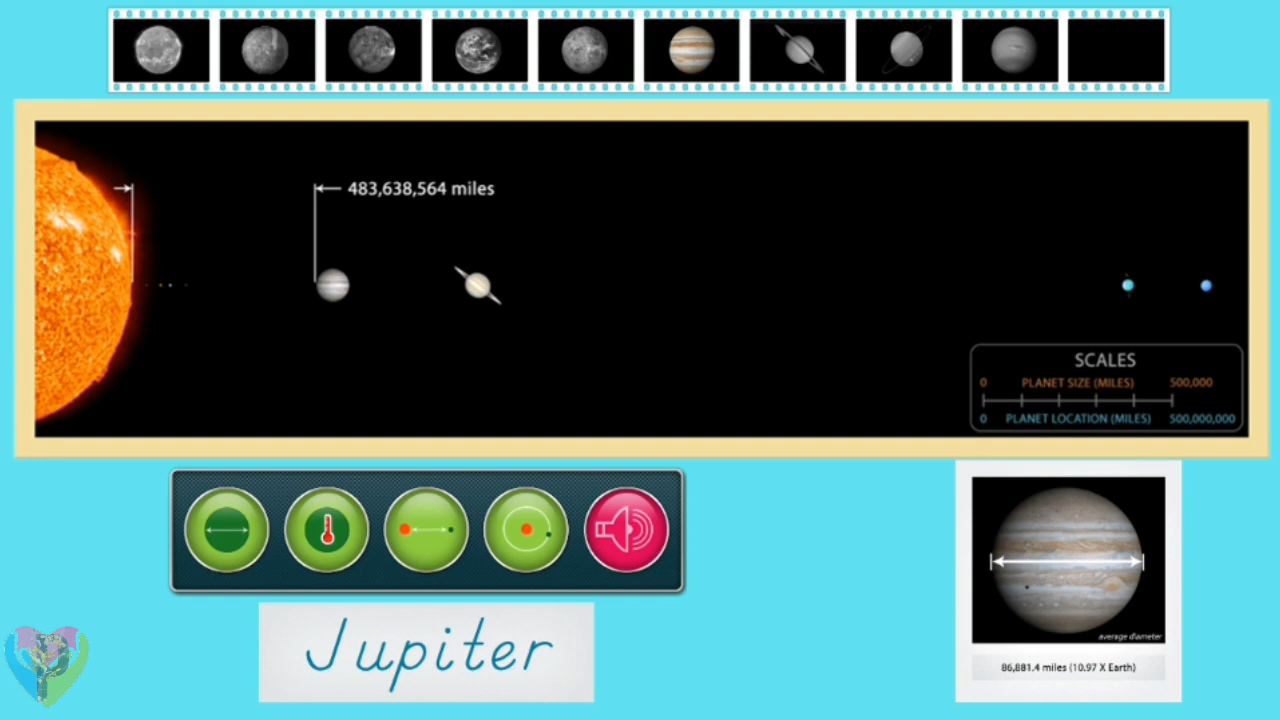 483,638,564 miles
SCALES
0 PLANET SIZE (MILES) 500,000
0 PLANET LOCATION (MILES) 500,000,000
average diameter
86,881.4 miles (10.97 X Earth)
Jupiter